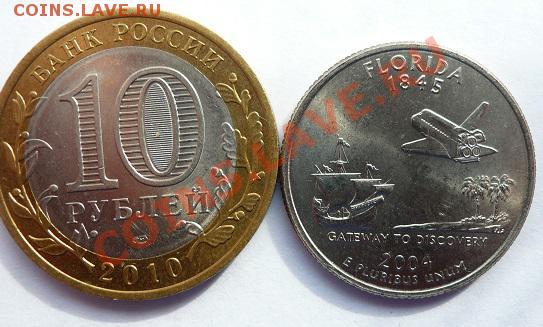 COINS.LAVE.RU
БАНК РОССИИ
10
РУБЛЕЙ
2010
FLORIDA
1845
GATEWAY TO DISCOVERY
2004
E PLURIBUS UNUM
COINS.LAVE.RU